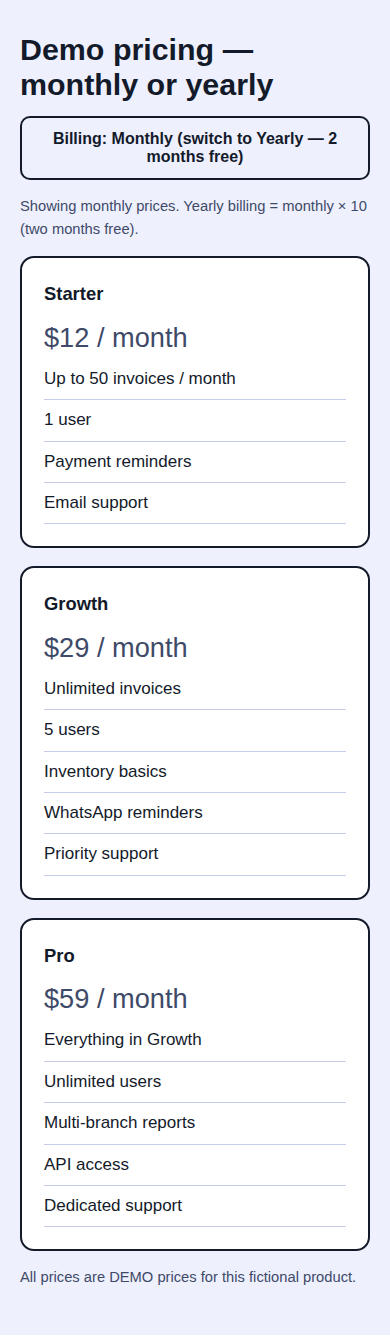 Demo pricing —
monthly or yearly
Billing: Monthly (switch to Yearly — 2
months free)
Showing monthly prices. Yearly billing = monthly × 10
(two months free).
Starter
$12 / month
Up to 50 invoices / month
1 user
Payment reminders
Email support
Growth
$29 / month
Unlimited invoices
5 users
Inventory basics
WhatsApp reminders
Priority support
Pro
$59 / month
Everything in Growth
Unlimited users
Multi-branch reports
API access
Dedicated support
All prices are DEMO prices for this fictional product.